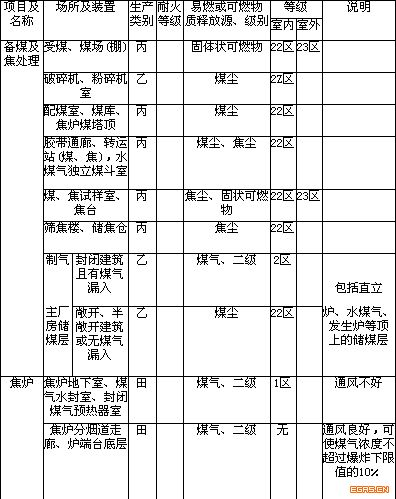 项目及名称 场所及装置 生产类别 耐火等级 易燃或可燃物质释放源、级别 等级 室内 室外 说明
备煤及焦处理 受煤、煤场(棚) 丙 固体状可燃物 22区 23区
破碎机、粉碎机室 乙 煤尘 2Z区
配煤室、煤库、焦炉煤塔顶 丙 煤尘 22区
胶带通廊、转运站(煤、焦),水煤气独立煤斗室 丙 煤尘、焦尘 22区
煤、焦试样室、焦台 丙 焦尘、固状可燃物 22区 23区
筛焦楼、储焦仓 丙 焦尘 22区
制气 封闭建筑且有煤气漏入 乙 煤气、二级 2区
主厂房储煤层 敞开、半敞开建筑或无煤气漏入 乙 煤尘 22区
包括直立炉、水煤气、发生炉等顶上的储煤层
焦炉 焦炉地下室、煤气水封室、封闭煤气预热器室 田 煤气、二级 1区 通风不好
焦炉分烟道走廊、炉端台底层 田 煤气、二级 无 通风良好,可使煤气浓度不超过爆炸下限值的10%
EGAS.CN